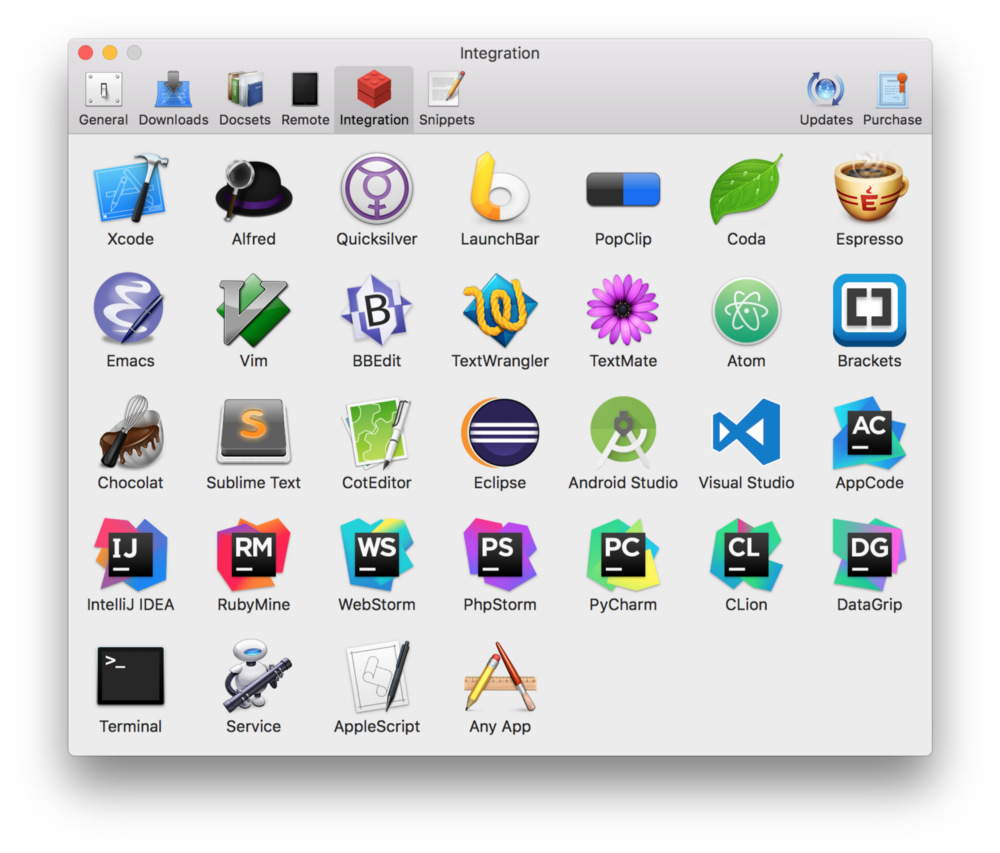 Integration
General Downloads Docsets Remote Integration Snippets Updates Purchase
Xcode Alfred Quicksilver LaunchBar PopClip Coda Espresso
Emacs Vim BBEdit TextWrangler TextMate Atom Brackets
Chocolat Sublime Text CotEditor Eclipse Android Studio Visual Studio AppCode
IntelliJ IDEA RubyMine WebStorm PhpStorm PyCharm CLion DataGrip
Terminal Service AppleScript Any App
B
S
AC
IJ RM WS PS PC CL DG
>_
É